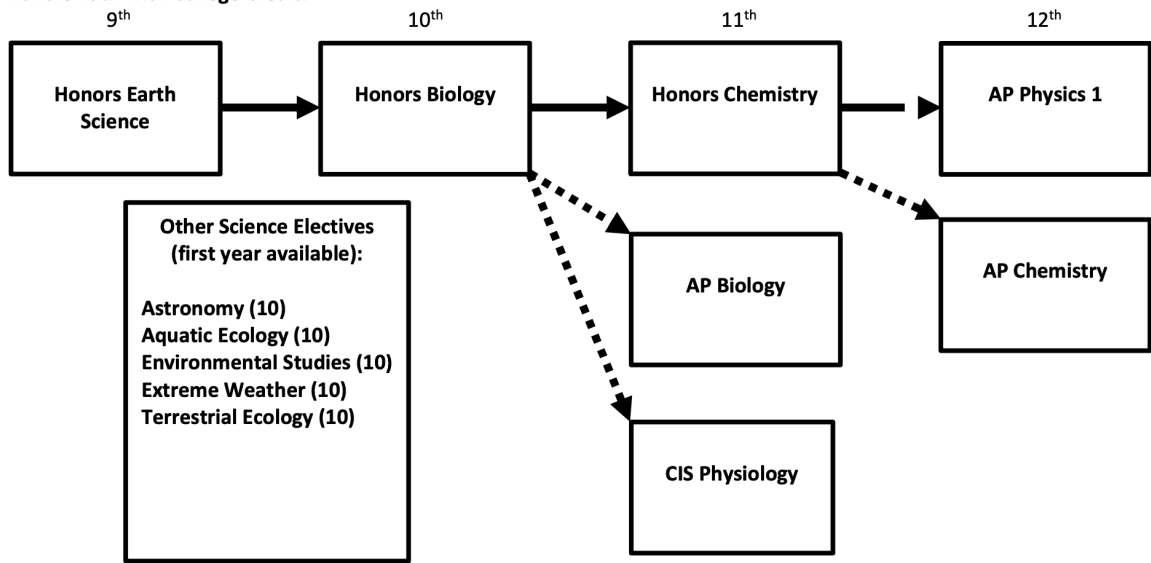 9th
10th
11th
12th
Honors Earth
Science
Honors Biology
Honors Chemistry
AP Physics 1
Other Science Electives
(first year available):
Astronomy (10)
Aquatic Ecology (10)
Environmental Studies (10)
Extreme Weather (10)
Terrestrial Ecology (10)
AP Biology
AP Chemistry
CIS Physiology